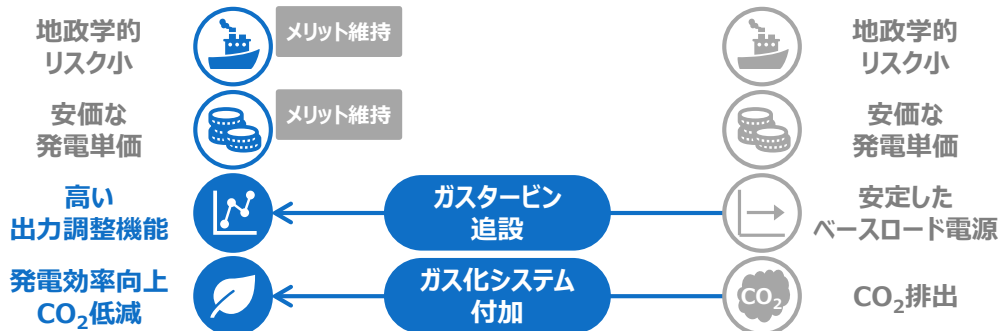 地政学的
リスク小
メリット維持
地政学的
リスク小
安価な
発電単価
メリット維持
安価な
発電単価
高い
出力調整機能
ガスタービン
追設
安定した
ベースロード電源
発電効率向上
CO₂低減
ガス化システム
付加
CO₂
CO₂排出